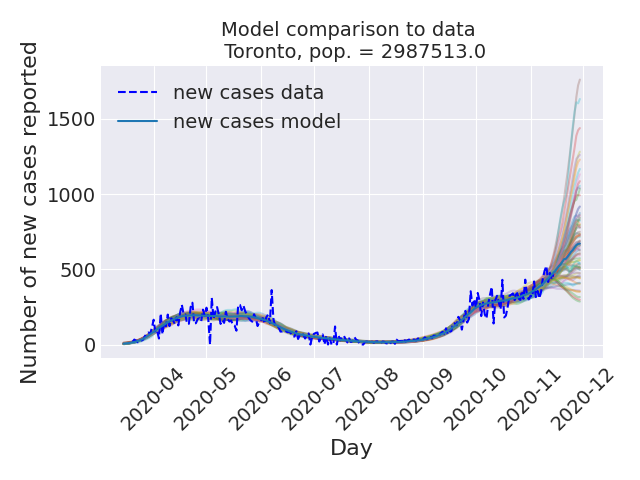 Model comparison to data
Toronto, pop. = 2987513.0
Number of new cases reported
1500
1000
500
0
new cases data
new cases model
2020-04
2020-05
2020-06
2020-07
2020-08
2020-09
2020-10
2020-11
2020-12
Day